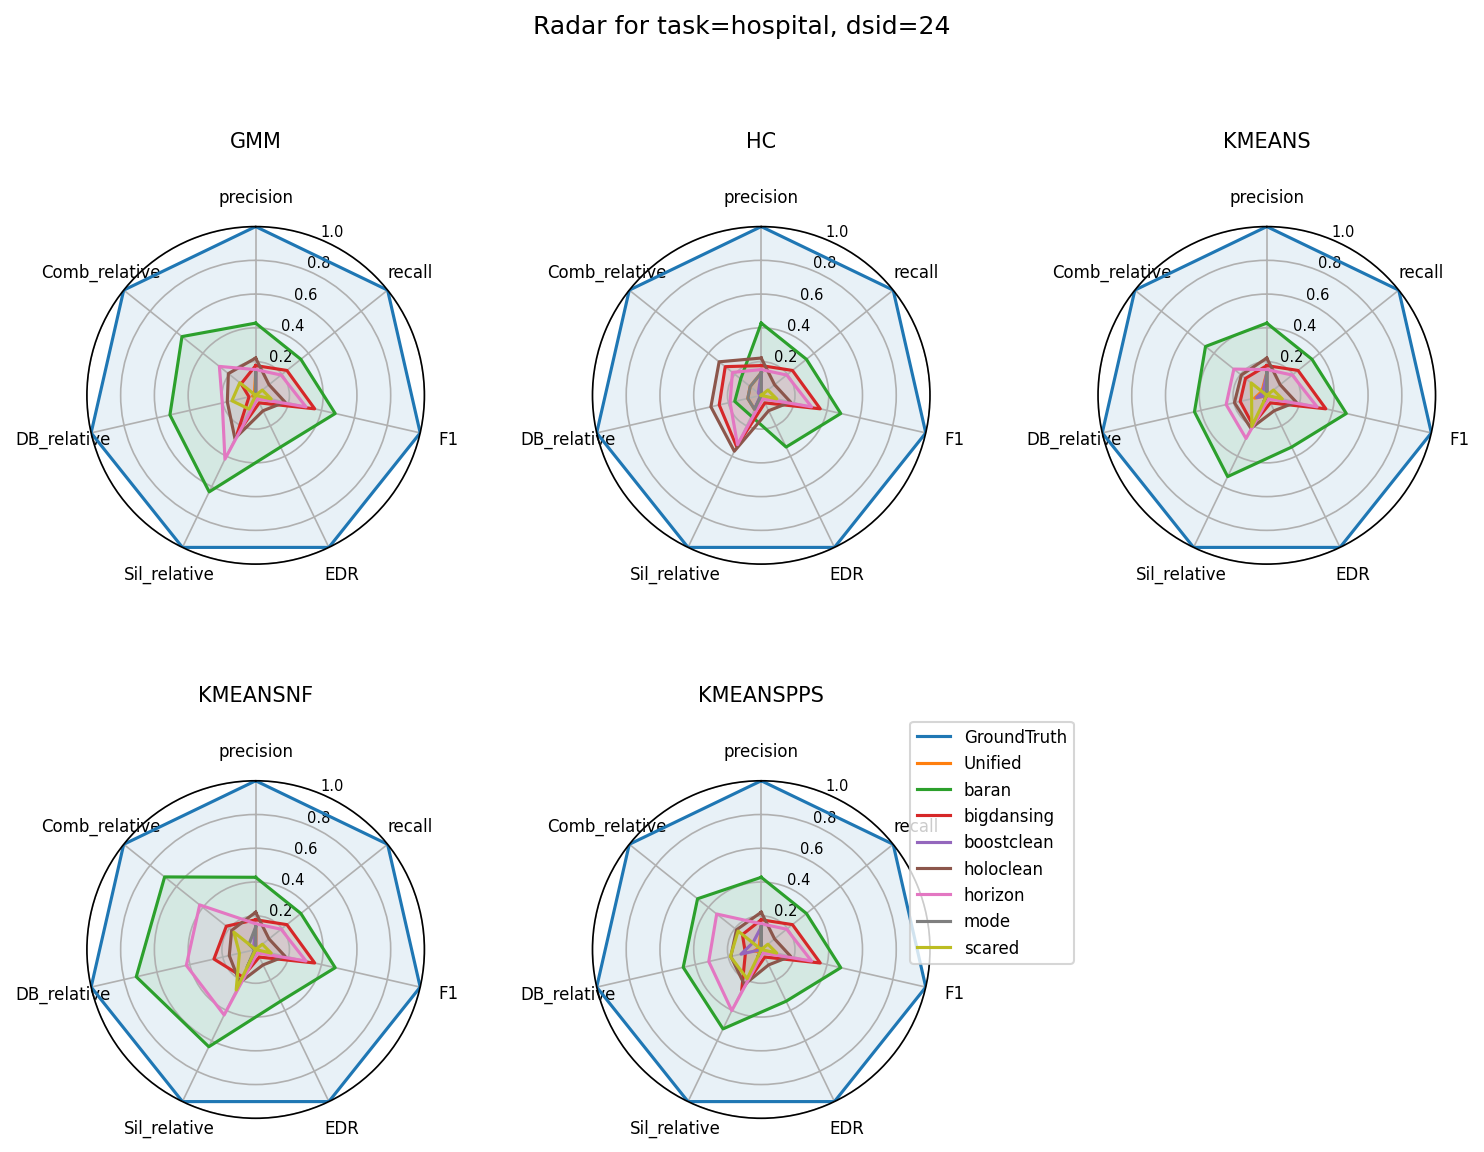 Radar for task=hospital, dsid=24
GMM
precision
recall
F1
EDR
Sil_relative
DB_relative
Comb_relative
0.2
0.4
0.6
0.8
1.0
HC
precision
recall
F1
EDR
Sil_relative
DB_relative
Comb_relative
0.2
0.4
0.6
0.8
1.0
KMEANS
precision
recall
F1
EDR
Sil_relative
DB_relative
Comb_relative
0.2
0.4
0.6
0.8
1.0
KMEANSNF
precision
recall
F1
EDR
Sil_relative
DB_relative
Comb_relative
0.2
0.4
0.6
0.8
1.0
KMEANSPPS
precision
recall
F1
EDR
Sil_relative
DB_relative
Comb_relative
0.2
0.4
0.6
0.8
1.0
GroundTruth
Unified
baran
bigdansing
boostclean
holoclean
horizon
mode
scared